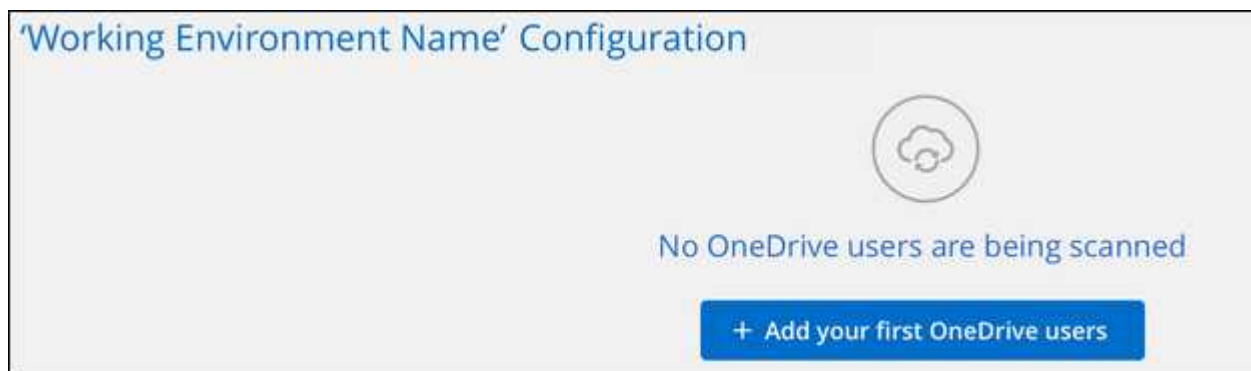 ‘Working Environment Name’ Configuration
No OneDrive users are being scanned
+ Add your first OneDrive users